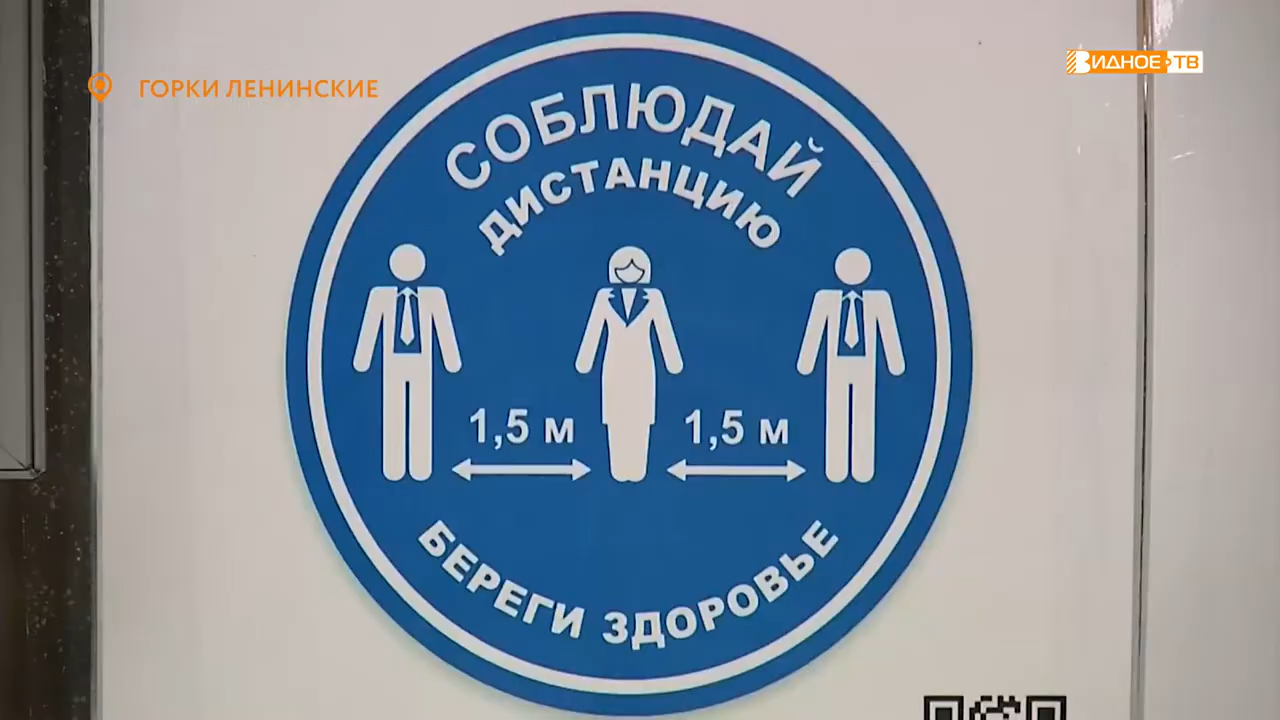 ГОРКИ ЛЕНИНСКИЕ
ВИДНОЕ ТВ
СОБЛЮДАЙ
ДИСТАНЦИЮ
1,5 м
1,5 м
БЕРЕГИ ЗДОРОВЬЕ